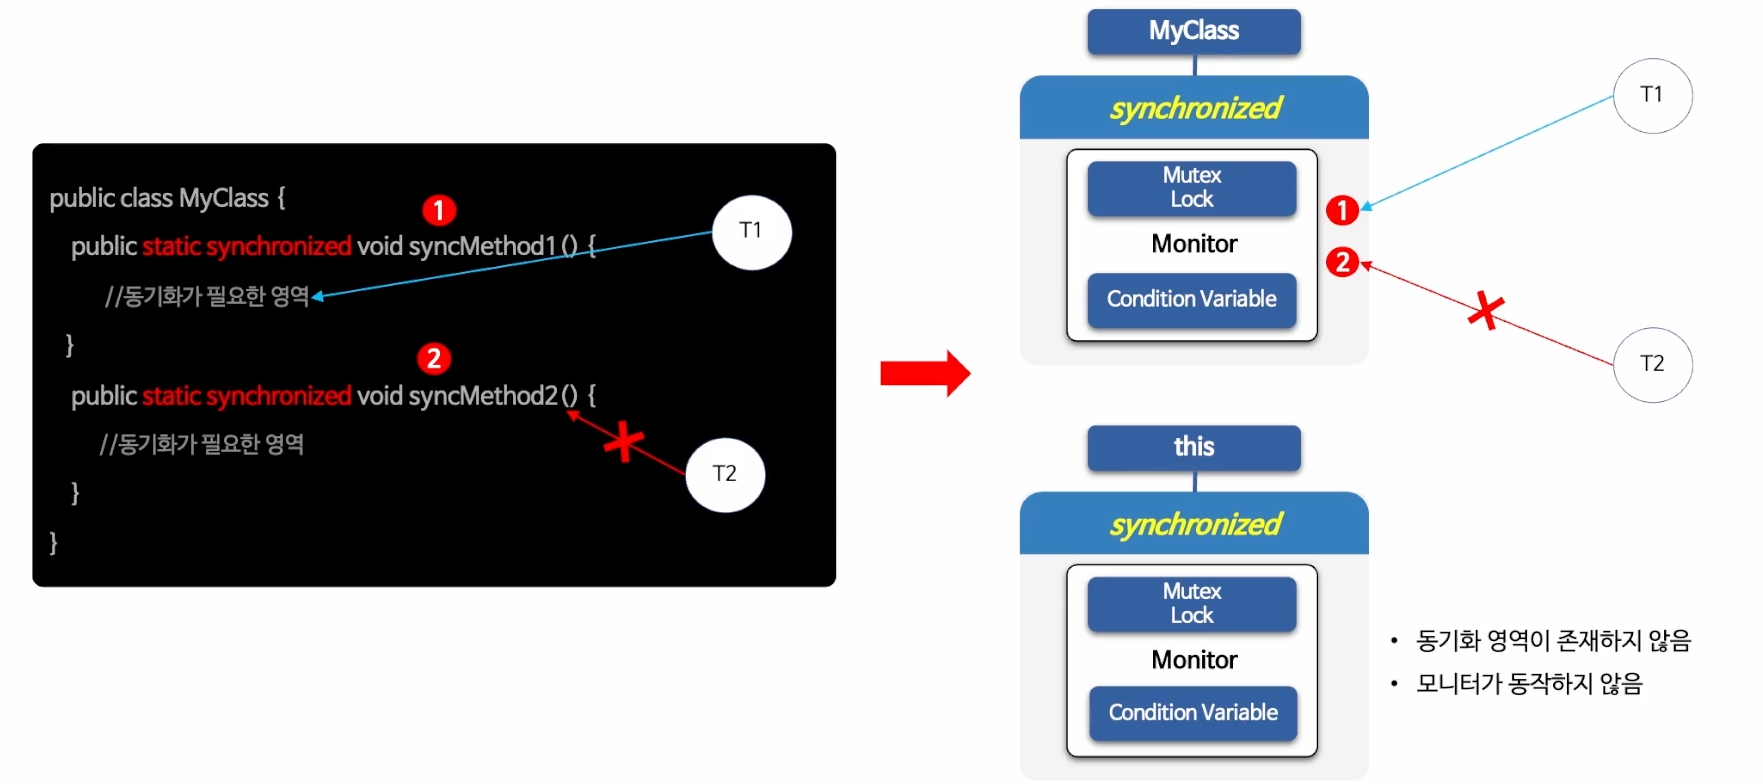 public class MyClass {
1
public static synchronized void syncMethod1() {
//동기화가 필요한 영역
}
2
public static synchronized void syncMethod2() {
//동기화가 필요한 영역
}
}
T1
T2
MyClass
synchronized
Mutex
Lock
Monitor
Condition Variable
1
2
T1
T2
this
synchronized
Mutex
Lock
Monitor
Condition Variable
• 동기화 영역이 존재하지 않음
• 모니터가 동작하지 않음